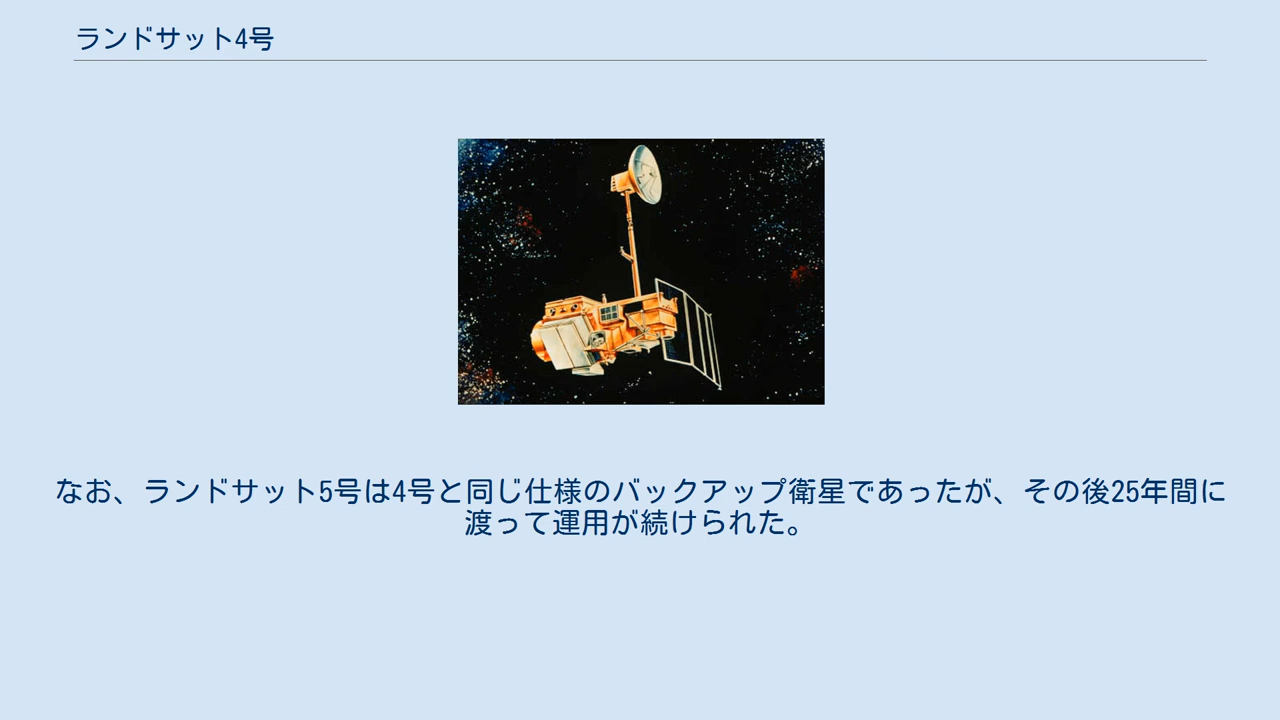 ランドサット4号
なお、ランドサット5号は4号と同じ仕様のバックアップ衛星であったが、その後25年間に
渡って運用が続けられた。